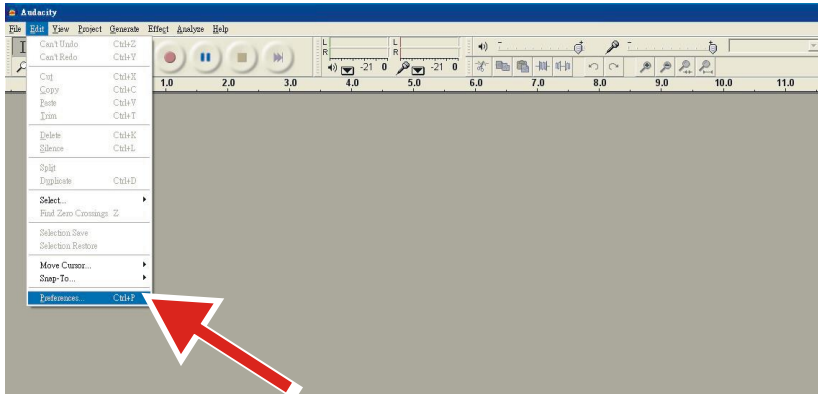 Audacity
File Edit View Project Generate Effect Analyze Help
Can't Undo Ctrl+Z
Can't Redo Ctrl+Y
Cut Ctrl+X
Copy Ctrl+C
Paste Ctrl+V
Trim Ctrl+T
Delete Ctrl+K
Silence Ctrl+L
Split
Duplicate Ctrl+D
Select...
Find Zero Crossings Z
Selection Save
Selection Restore
Move Cursor...
Snap-To...
Preferences... Ctrl+P
L L
R R
-21 0 -21 0
1.0 2.0 3.0 4.0 5.0 6.0 7.0 8.0 9.0 10.0 11.0